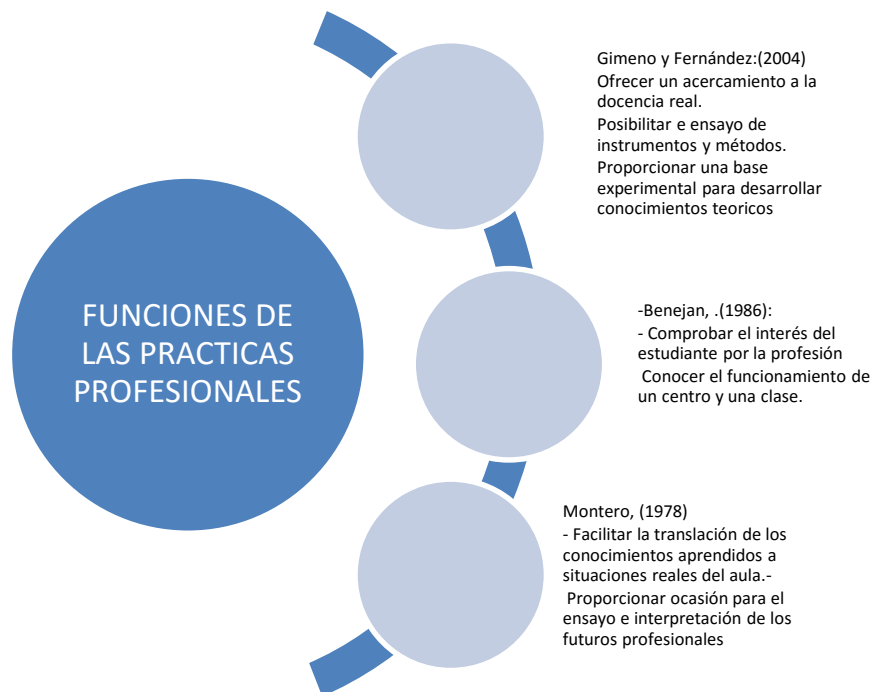 FUNCIONES DE
LAS PRACTICAS
PROFESIONALES
Gimeno y Fernández:(2004)
Ofrecer un acercamiento a la
docencia real.
Posibilitar e ensayo de
instrumentos y métodos.
Proporcionar una base
experimental para desarrollar
conocimientos teoricos
-Benejan, .(1986):
- Comprobar el interés del
estudiante por la profesión
Conocer el funcionamiento de
un centro y una clase.
Montero, (1978)
- Facilitar la translación de los
conocimientos aprendidos a
situaciones reales del aula.-
Proporcionar ocasión para el
ensayo e interpretación de los
futuros profesionales